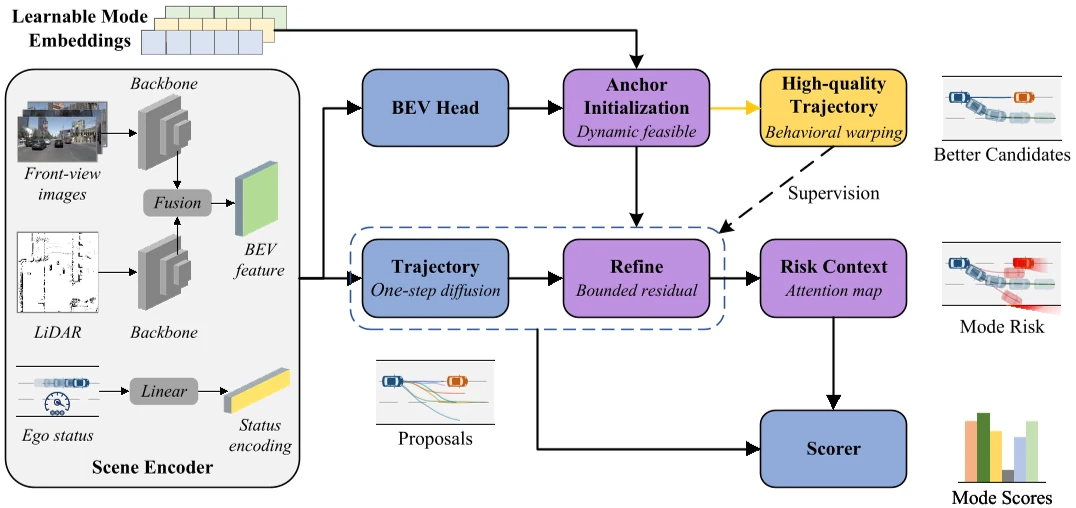 Learnable Mode
Embeddings
Backbone
Front-view
images
Fusion
BEV
feature
LiDAR
Backbone
Linear
Ego status
Status
encoding
Scene Encoder
BEV Head
Anchor
Initialization
Dynamic feasible
High-quality
Trajectory
Behavioral warping
Better Candidates
Supervision
Trajectory
One-step diffusion
Refine
Bounded residual
Risk Context
Attention map
Mode Risk
Proposals
Scorer
Mode Scores